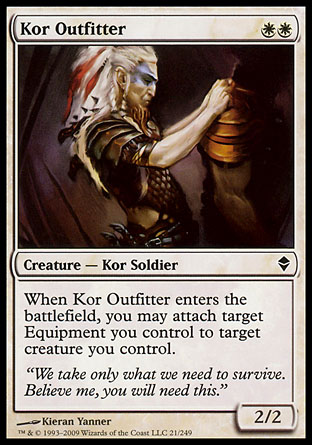 Kor Outfitter
Creature — Kor Soldier
When Kor Outfitter enters the
battlefield, you may attach target
Equipment you control to target
creature you control.
“We take only what we need to survive.
Believe me, you will need this.”
Kieran Yanner
™ & © 1993–2009 Wizards of the Coast LLC 21/249
2/2